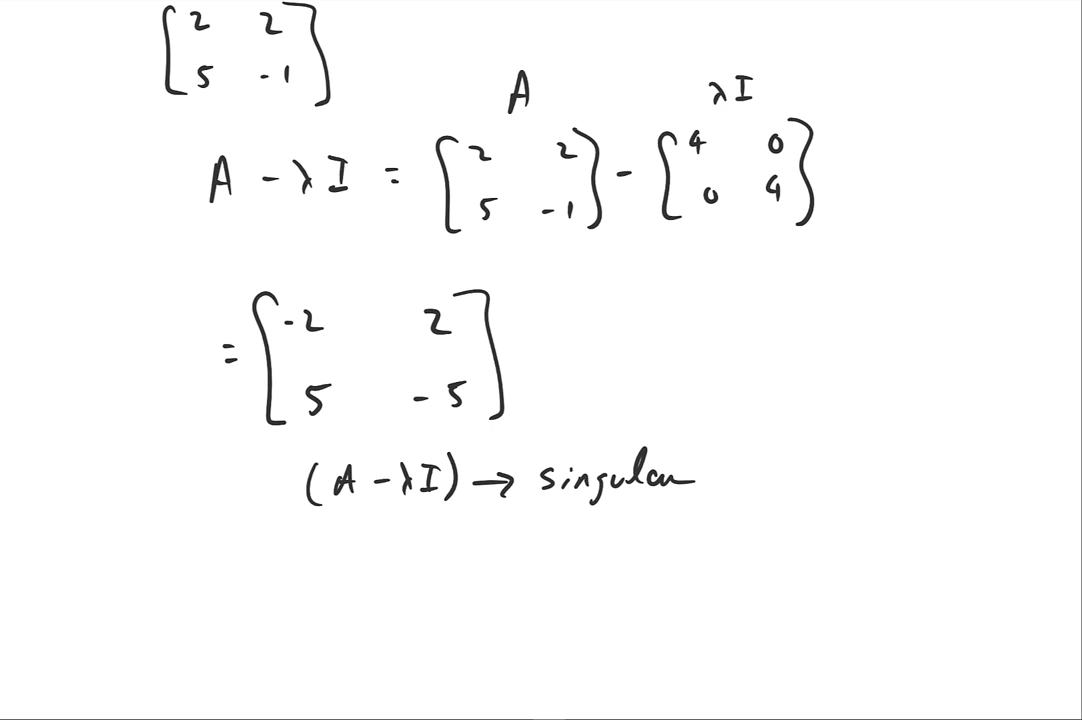 [2 2
5 -1]
A λI
A - λI = [2 2 - [4 0
5 -1] 0 4]
= [-2 2
5 -5]
(A - λI) → singular